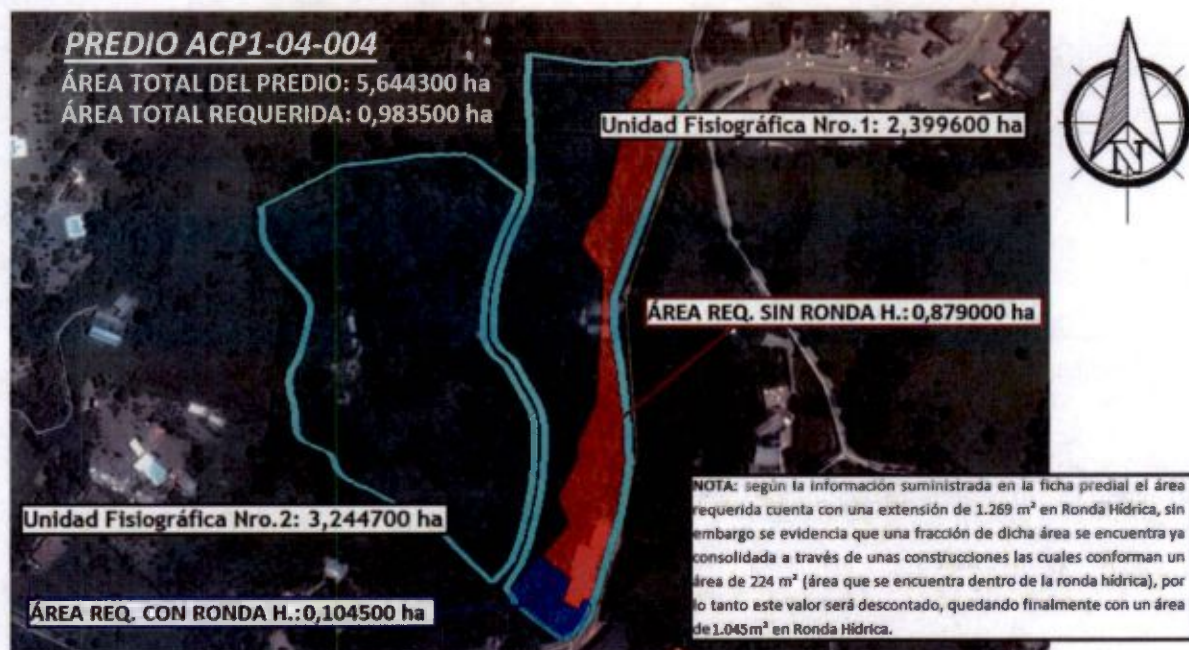 PREDIO ACP1-04-004
ÁREA TOTAL DEL PREDIO: 5,644300 ha
ÁREA TOTAL REQUERIDA: 0,983500 ha
Unidad Fisiográfica Nro.1: 2,399600 ha
N
ÁREA REQ. SIN RONDA H.: 0,879000 ha
Unidad Fisiográfica Nro.2: 3,244700 ha
ÁREA REQ. CON RONDA H.: 0,104500 ha
NOTA: según la información suministrada en la ficha predial el área
requerida cuenta con una extensión de 1.269 m² en Ronda Hídrica, sin
embargo se evidencia que una fracción de dicha área se encuentra ya
consolidada a través de unas construcciones las cuales conforman un
área de 224 m² (área que se encuentra dentro de la ronda hídrica), por
lo tanto este valor será descontado, quedando finalmente con un área
de 1.045m² en Ronda Hídrica.